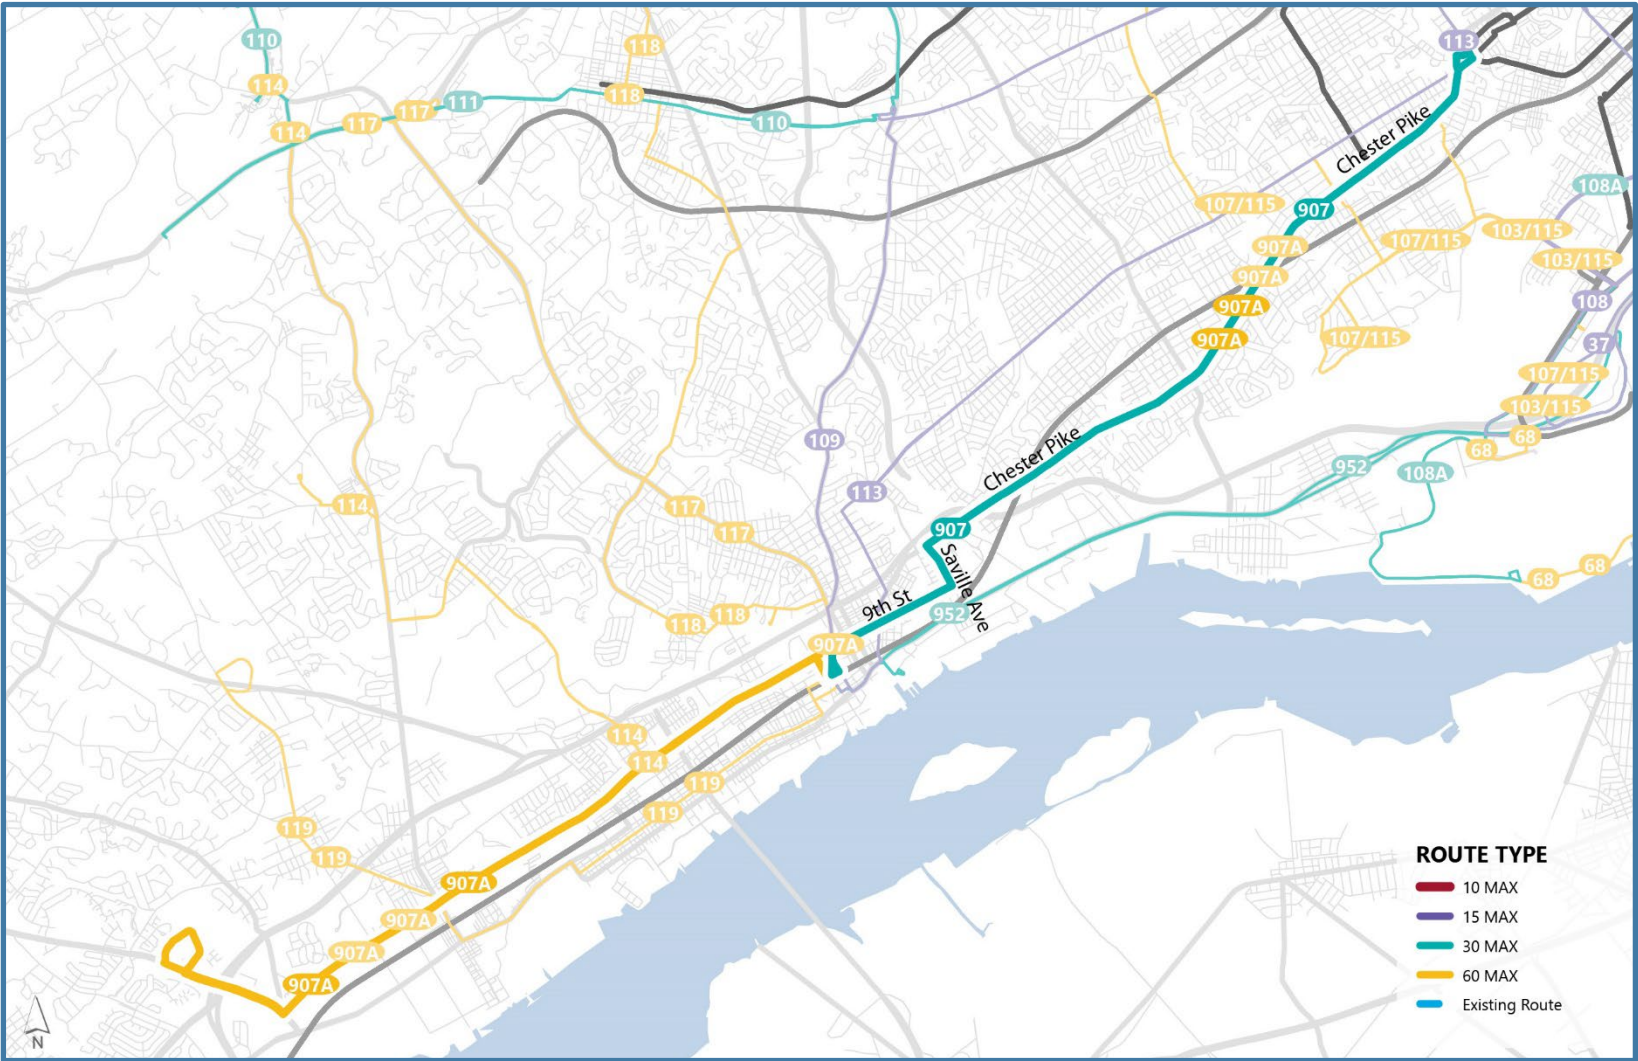 110
118
113
114
118
117
111
110
114
117
Chester Pike
108A
107/115
907
103/115
907A
107/115
103/115
907A
108
907A
907A
107/115
37
107/115
103/115
109
Chester Pike
68
68
952
108A
113
114
117
117
907
Saville Ave
68
68
9th St
118
118
952
907A
114
114
119
119
119
119
907A
907A
907A
907A
ROUTE TYPE
10 MAX
15 MAX
30 MAX
60 MAX
Existing Route
N